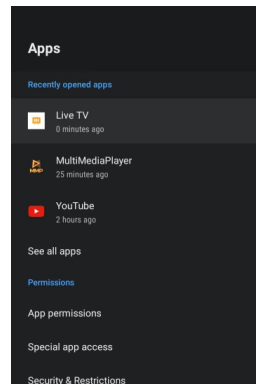 Apps
Recently opened apps
Live TV
0 minutes ago
MultiMediaPlayer
25 minutes ago
MMP
YouTube
2 hours ago
See all apps
Permissions
App permissions
Special app access
Security & Restrictions